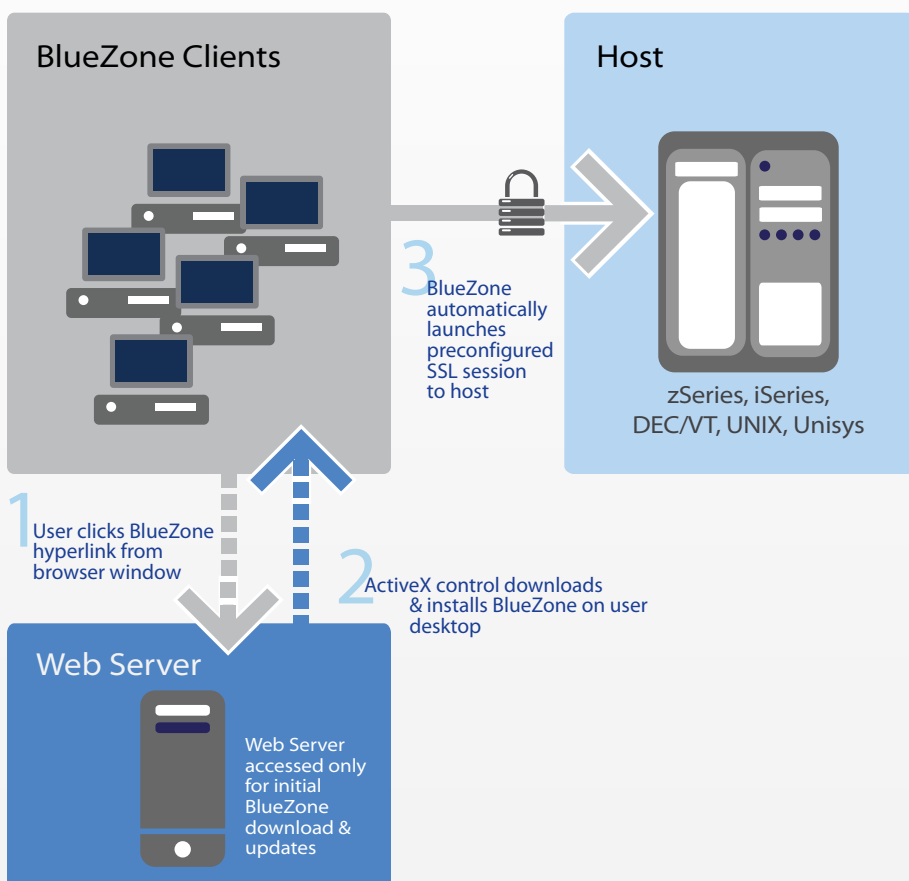 BlueZone Clients
Host
3
BlueZone
automatically
launches
preconfigured
SSL session
to host
zSeries, iSeries,
DEC/VT, UNIX, Unisys
1
User clicks BlueZone
hyperlink from
browser window
2
ActiveX control downloads
& installs BlueZone on user
desktop
Web Server
Web Server
accessed only
for initial
BlueZone
download &
updates